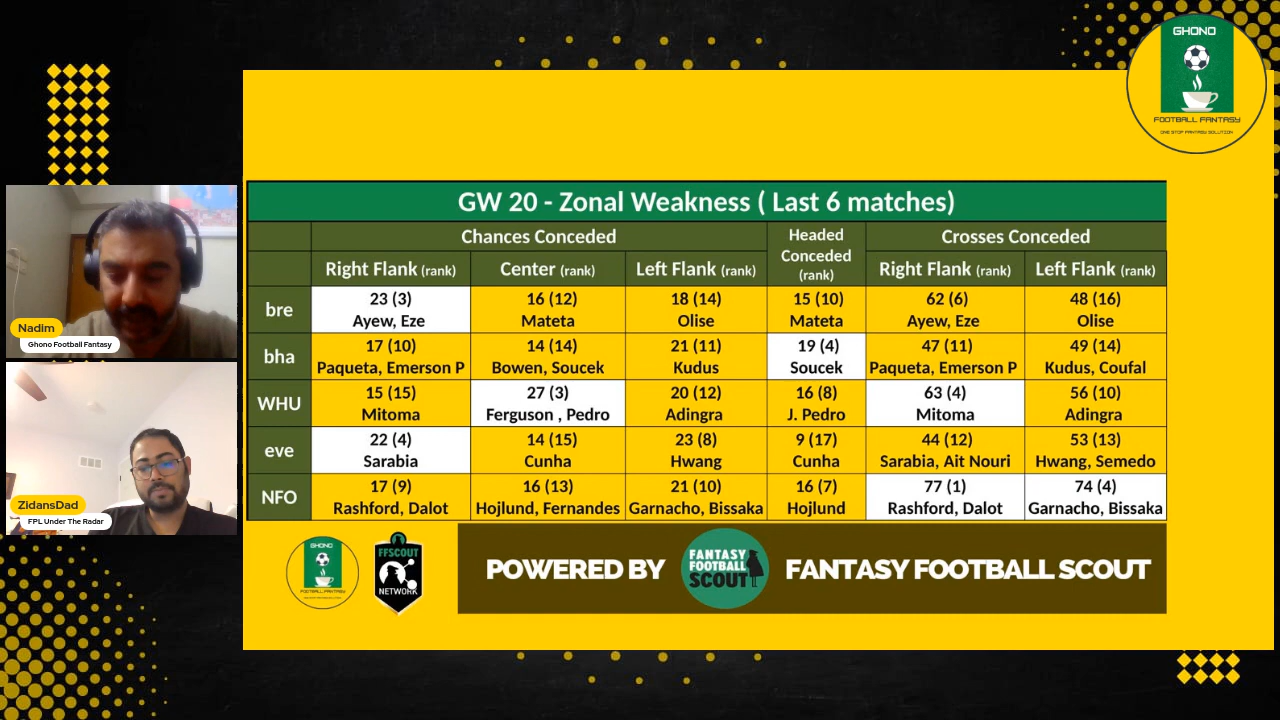 GHONO
FOOTBALL FANTASY
ONE STOP FANTASY SOLUTION
GW 20 - Zonal Weakness ( Last 6 matches)
Chances Conceded
Headed Conceded (rank)
Crosses Conceded
Right Flank (rank) Center (rank) Left Flank (rank) Right Flank (rank) Left Flank (rank)
bre
23 (3) 16 (12) 18 (14) 15 (10) 62 (6) 48 (16)
Ayew, Eze Mateta Olise Mateta Ayew, Eze Olise
bha
17 (10) 14 (14) 21 (11) 19 (4) 47 (11) 49 (14)
Paqueta, Emerson P Bowen, Soucek Kudus Soucek Paqueta, Emerson P Kudus, Coufal
WHU
15 (15) 27 (3) 20 (12) 16 (8) 63 (4) 56 (10)
Mitoma Ferguson , Pedro Adingra J. Pedro Mitoma Adingra
eve
22 (4) 14 (15) 23 (8) 9 (17) 44 (12) 53 (13)
Sarabia Cunha Hwang Cunha Sarabia, Ait Nouri Hwang, Semedo
NFO
17 (9) 16 (13) 21 (10) 16 (7) 77 (1) 74 (4)
Rashford, Dalot Hojlund, Fernandes Garnacho, Bissaka Hojlund Rashford, Dalot Garnacho, Bissaka
Nadim
Ghono Football Fantasy
ZidansDad
FPL Under The Radar
GHONO
FOOTBALL FANTASY
FFSCOUT
NETWORK
POWERED BY
FANTASY
FOOTBALL
SCOUT
FANTASY FOOTBALL SCOUT